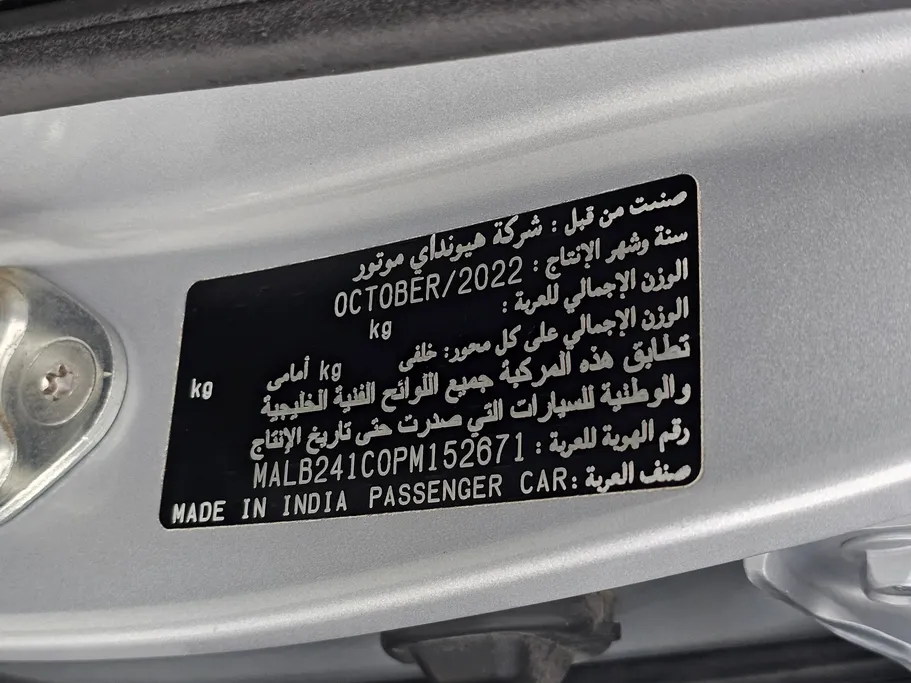 صنعت من قبل : شركة هيونداي موتور
سنة وشهر الإنتاج : OCTOBER/2022
الوزن الإجمالي للعربة : kg
الوزن الإجمالي على كل محور: خلفى kg أمامى kg
تطابق هذه المركبة جميع اللوائح الفنية الخليجية
والوطنية للسيارات التي صدرت حتى تاريخ الإنتاج
رقم الهوية للعربة : MALB241C0PM152671
صنف العربة : PASSENGER CAR MADE IN INDIA